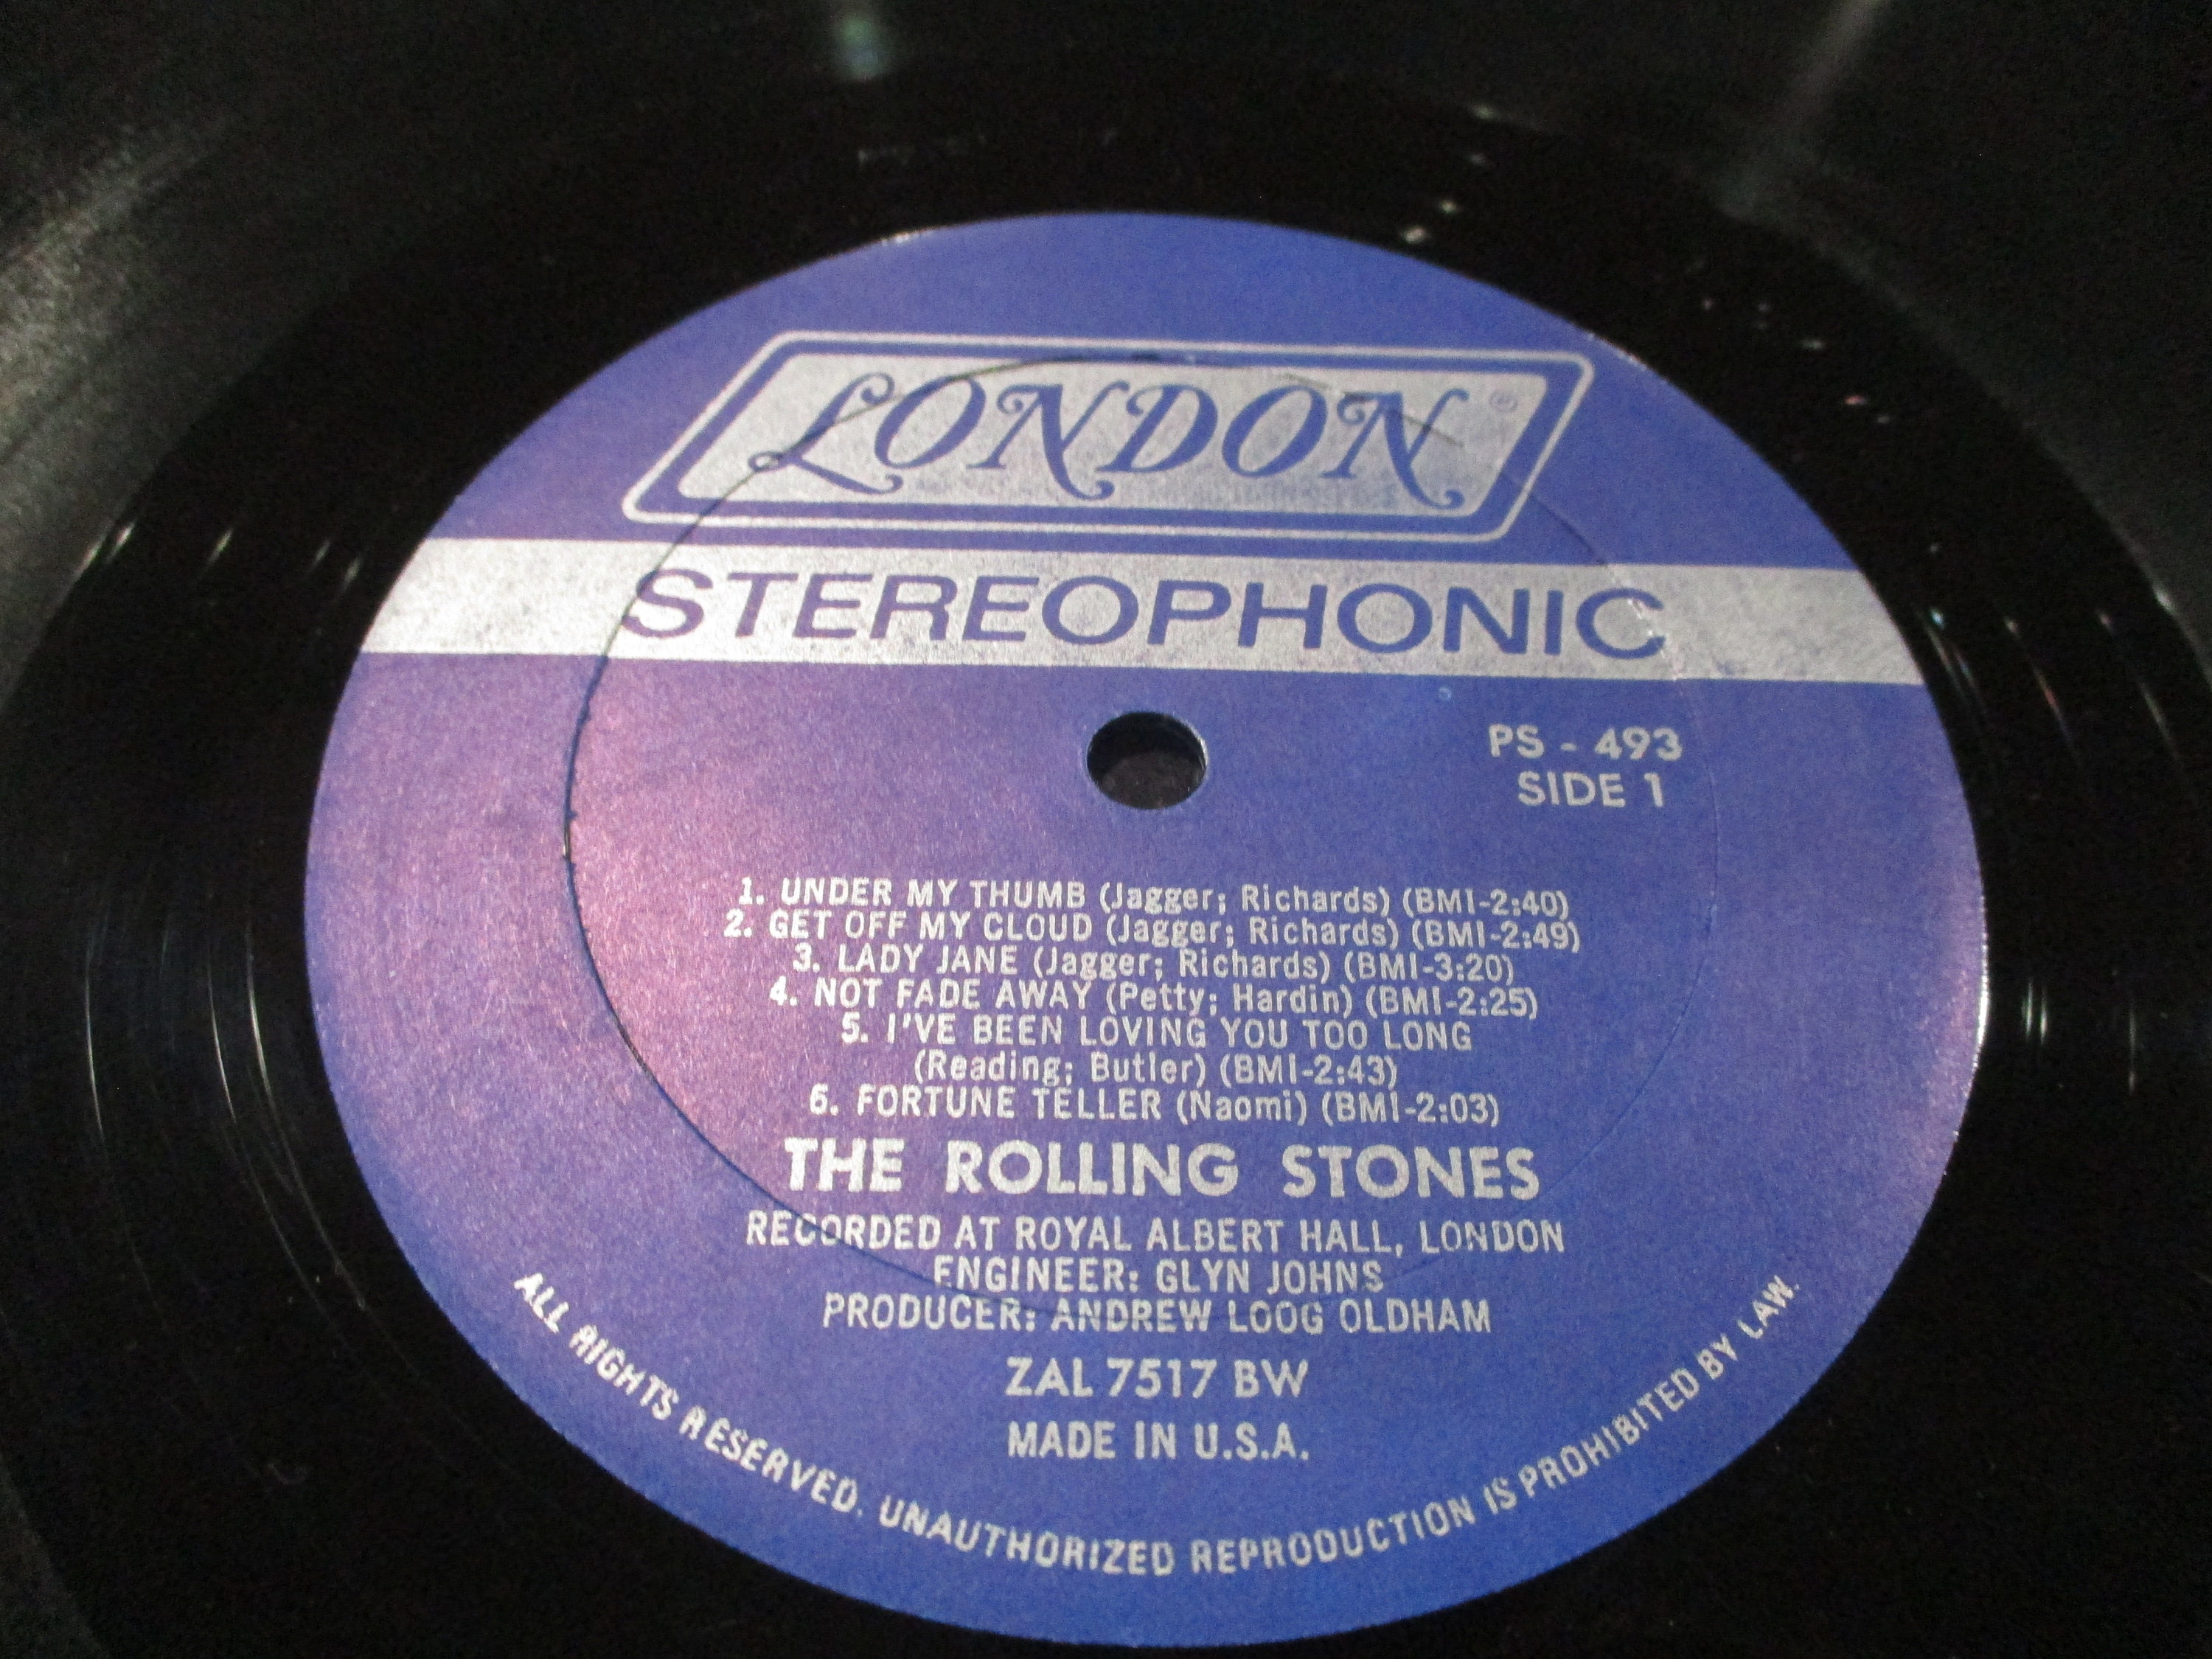 LONDON ®
STEREOPHONIC
PS - 493
SIDE 1
1. UNDER MY THUMB (Jagger; Richards) (BMI-2:40)
2. GET OFF MY CLOUD (Jagger; Richards) (BMI-2:49)
3. LADY JANE (Jagger; Richards) (BMI-3:20)
4. NOT FADE AWAY (Petty; Hardin) (BMI-2:25)
5. I'VE BEEN LOVING YOU TOO LONG
(Reading; Butler) (BMI-2:43)
6. FORTUNE TELLER (Naomi) (BMI-2:03)
THE ROLLING STONES
RECORDED AT ROYAL ALBERT HALL, LONDON
ENGINEER: GLYN JOHNS
PRODUCER: ANDREW LOOG OLDHAM
ZAL 7517 BW
MADE IN U.S.A.
ALL RIGHTS RESERVED. UNAUTHORIZED REPRODUCTION IS PROHIBITED BY LAW.